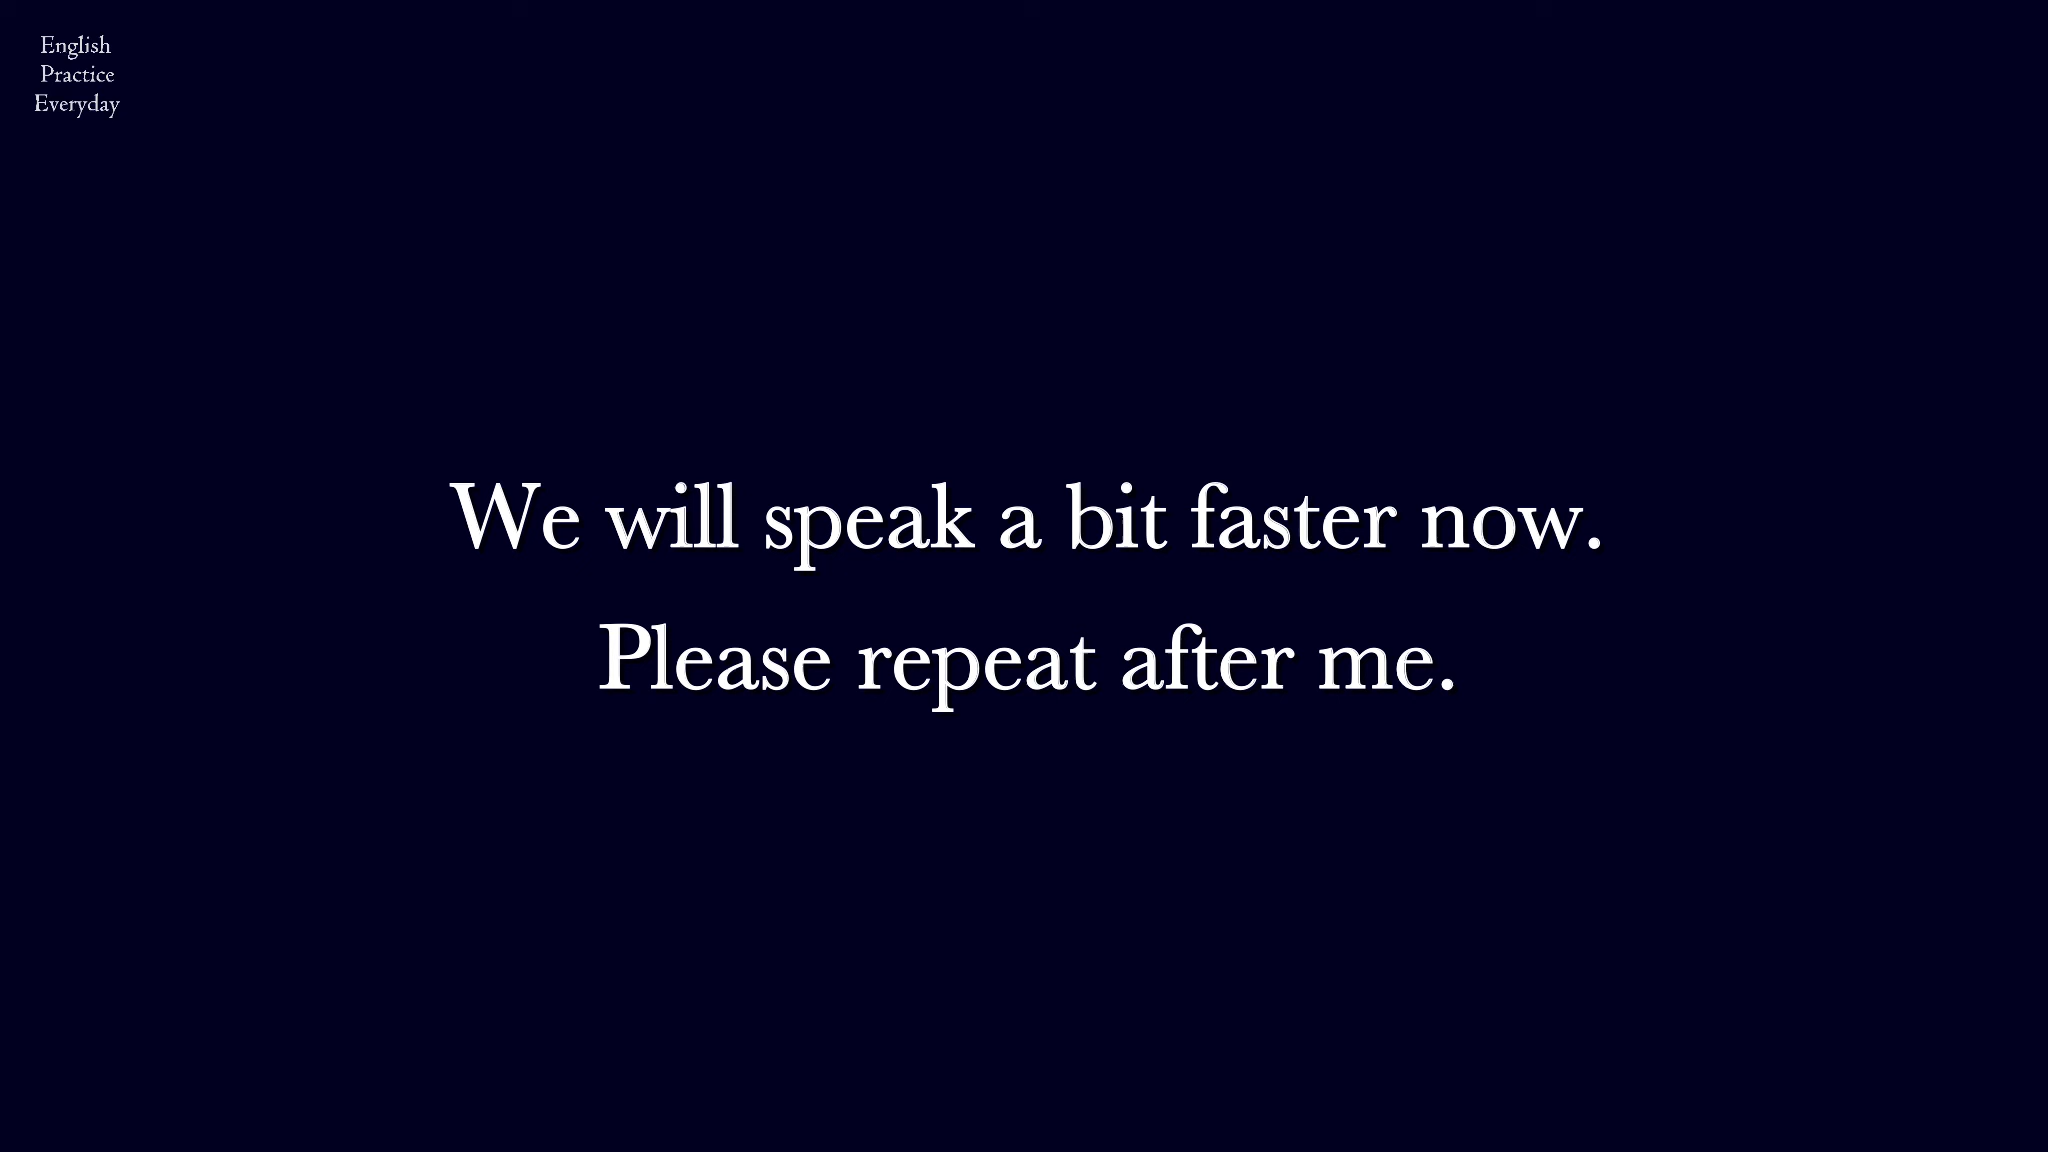 English
Practice
Everyday
We will speak a bit faster now.
Please repeat after me.